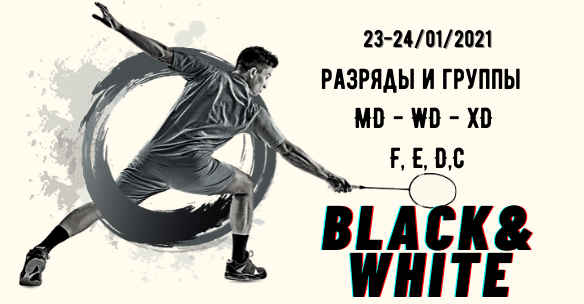 23-24/01/2021
РАЗРЯДЫ И ГРУППЫ
MD - WD - XD
F, E, D,C
BLACK&
WHITE